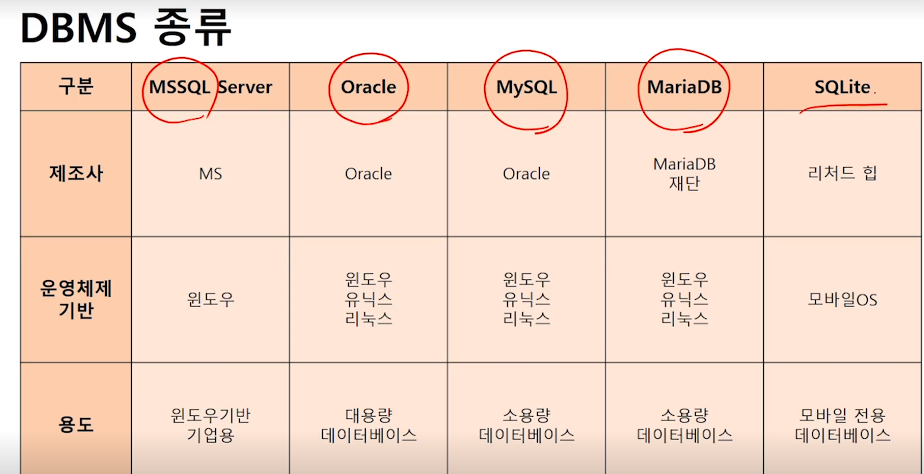 DBMS 종류
구분 MSSQL Server Oracle MySQL MariaDB SQLite
제조사 MS Oracle Oracle MariaDB 재단 리처드 힙
운영체제 기반 윈도우 윈도우 유닉스 리눅스 윈도우 유닉스 리눅스 윈도우 유닉스 리눅스 모바일OS
용도 윈도우기반 기업용 대용량 데이터베이스 소용량 데이터베이스 소용량 데이터베이스 모바일 전용 데이터베이스